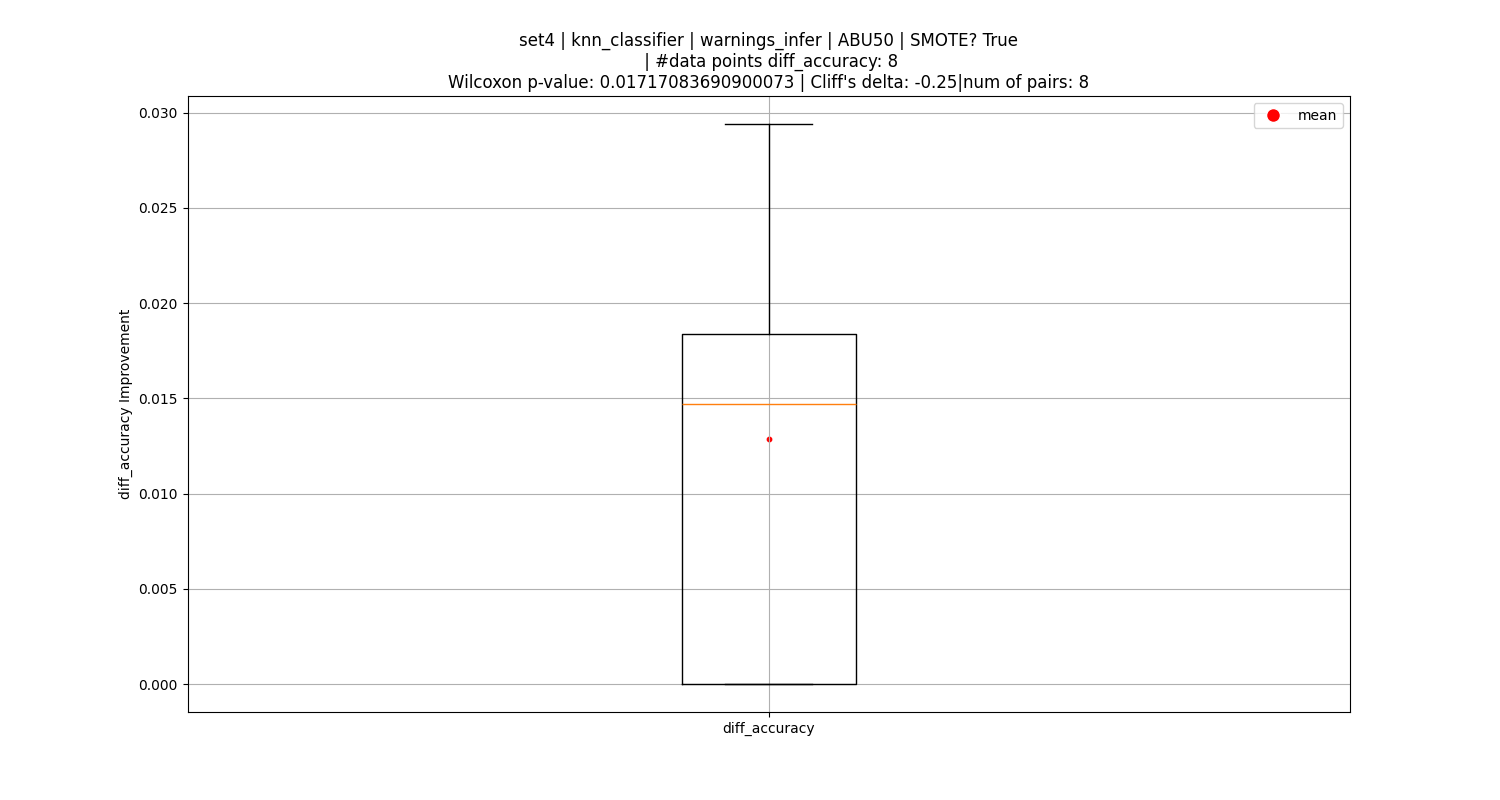 set4 | knn_classifier | warnings_infer | ABU50 | SMOTE? True
| #data points diff_accuracy: 8
Wilcoxon p-value: 0.01717083690900073 | Cliff's delta: -0.25|num of pairs: 8
mean
0.030
0.025
0.020
0.015
0.010
0.005
0.000
diff_accuracy Improvement
diff_accuracy